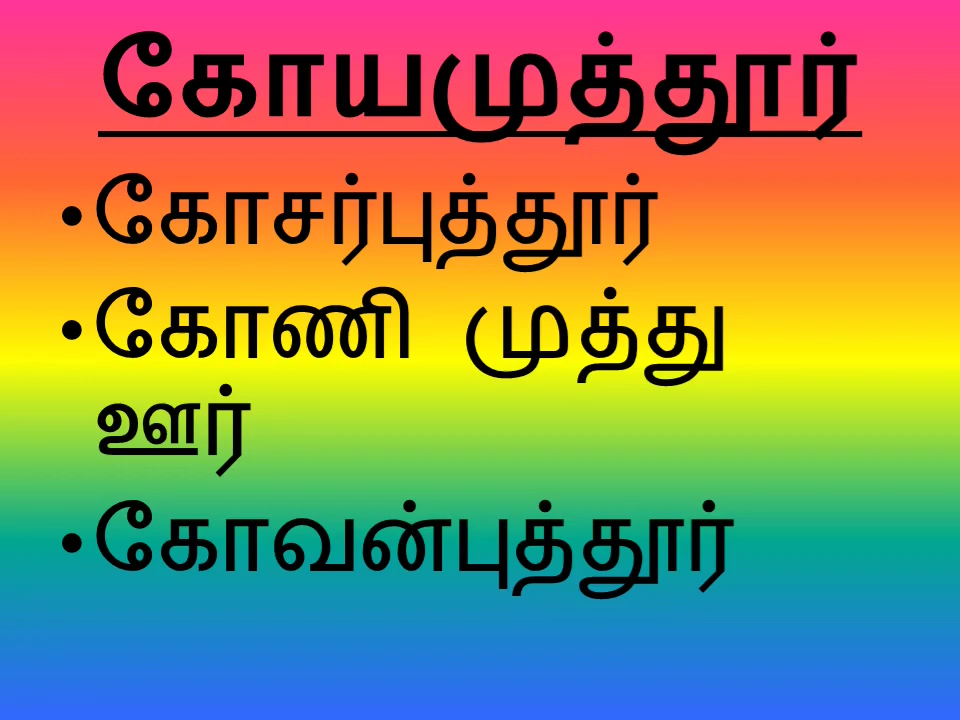 கோயமுத்தூர்
• கோசர்புத்தூர்
• கோணி முத்து
ஊர்
• கோவன்புத்தூர்